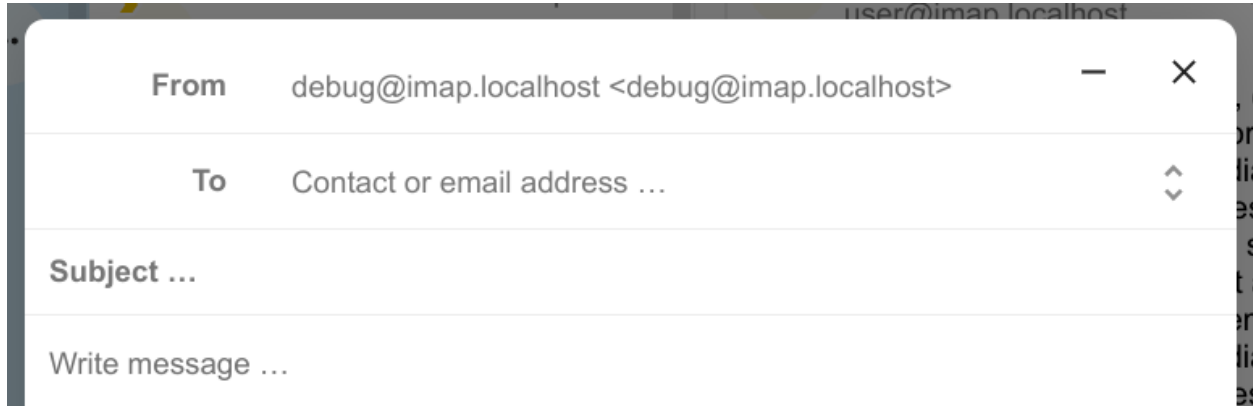 user@imap.localhost
From debug@imap.localhost <debug@imap.localhost>
To Contact or email address …
Subject …
Write message …